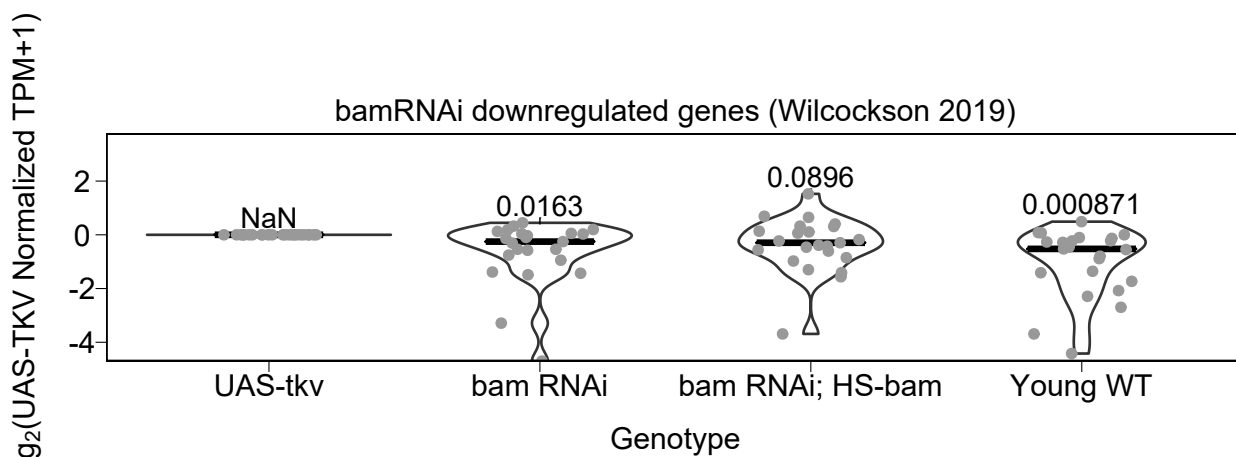 bamRNAi downregulated genes (Wilcockson 2019)
g₂(UAS-TKV Normalized TPM+1)
2
0
-2
-4
NaN
0.0163
0.0896
0.000871
UAS-tkv
bam RNAi
bam RNAi; HS-bam
Young WT
Genotype